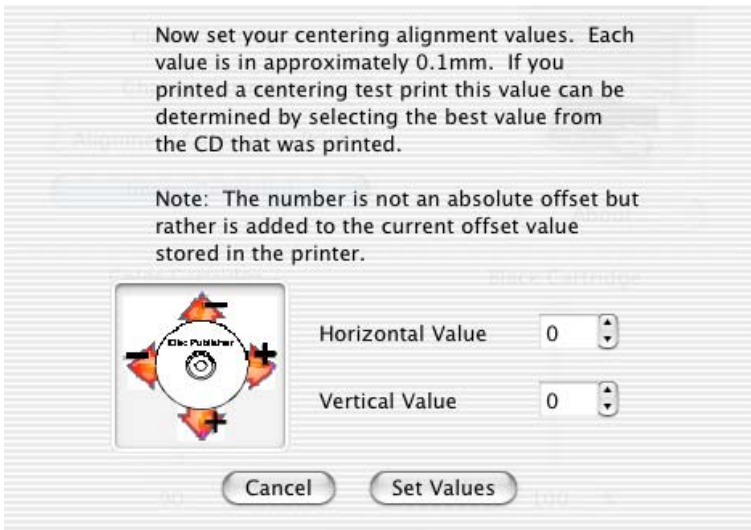 Now set your centering alignment values. Each
value is in approximately 0.1mm. If you
printed a centering test print this value can be
determined by selecting the best value from
the CD that was printed.
Note: The number is not an absolute offset but
rather is added to the current offset value
stored in the printer.
Black Cartridge
Disc Publisher
Horizontal Value 0
Vertical Value 0
Cancel Set Values